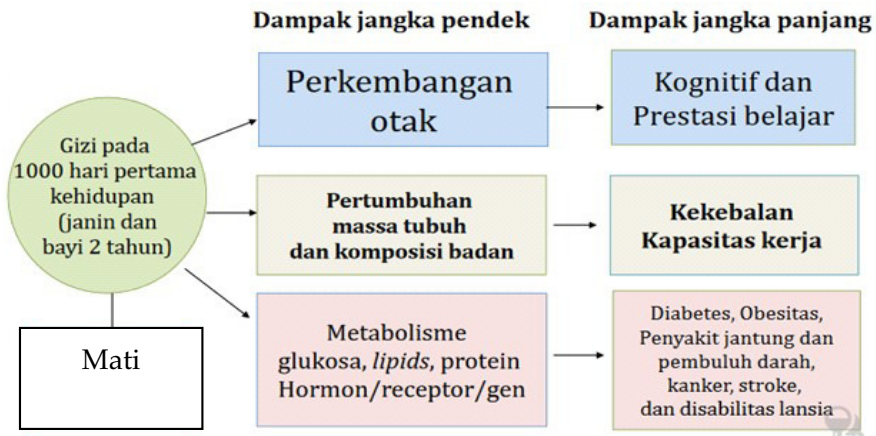 Dampak jangka pendek
Dampak jangka panjang
Gizi pada
1000 hari pertama
kehidupan
(janin dan
bayi 2 tahun)
Perkembangan
otak
Kognitif dan
Prestasi belajar
Pertumbuhan
massa tubuh
dan komposisi badan
Kekebalan
Kapasitas kerja
Mati
Metabolisme
glukosa, lipids, protein
Hormon/receptor/gen
Diabetes, Obesitas,
Penyakit jantung dan
pembuluh darah,
kanker, stroke,
dan disabilitas lansia